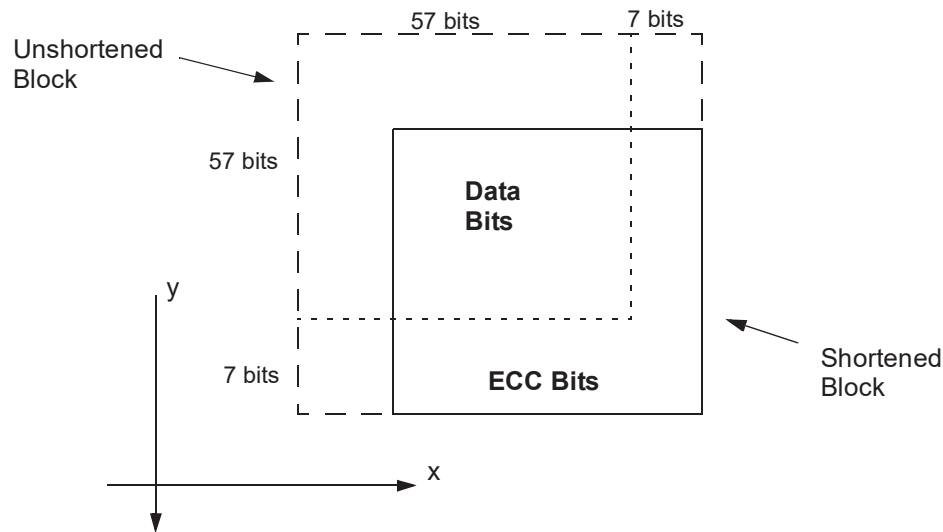 57 bits
7 bits
Unshortened
Block
57 bits
Data
Bits
y
7 bits
ECC Bits
Shortened
Block
x